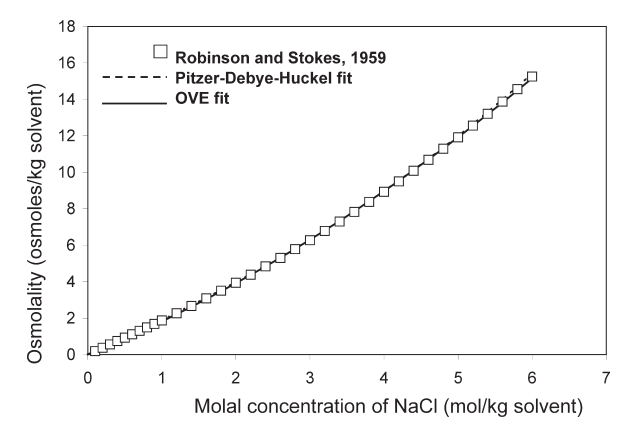 18
16
14
12
10
8
6
4
2
0
Osmolality (osmoles/kg solvent)
Robinson and Stokes, 1959
Pitzer-Debye-Huckel fit
OVE fit
0 1 2 3 4 5 6 7
Molal concentration of NaCl (mol/kg solvent)